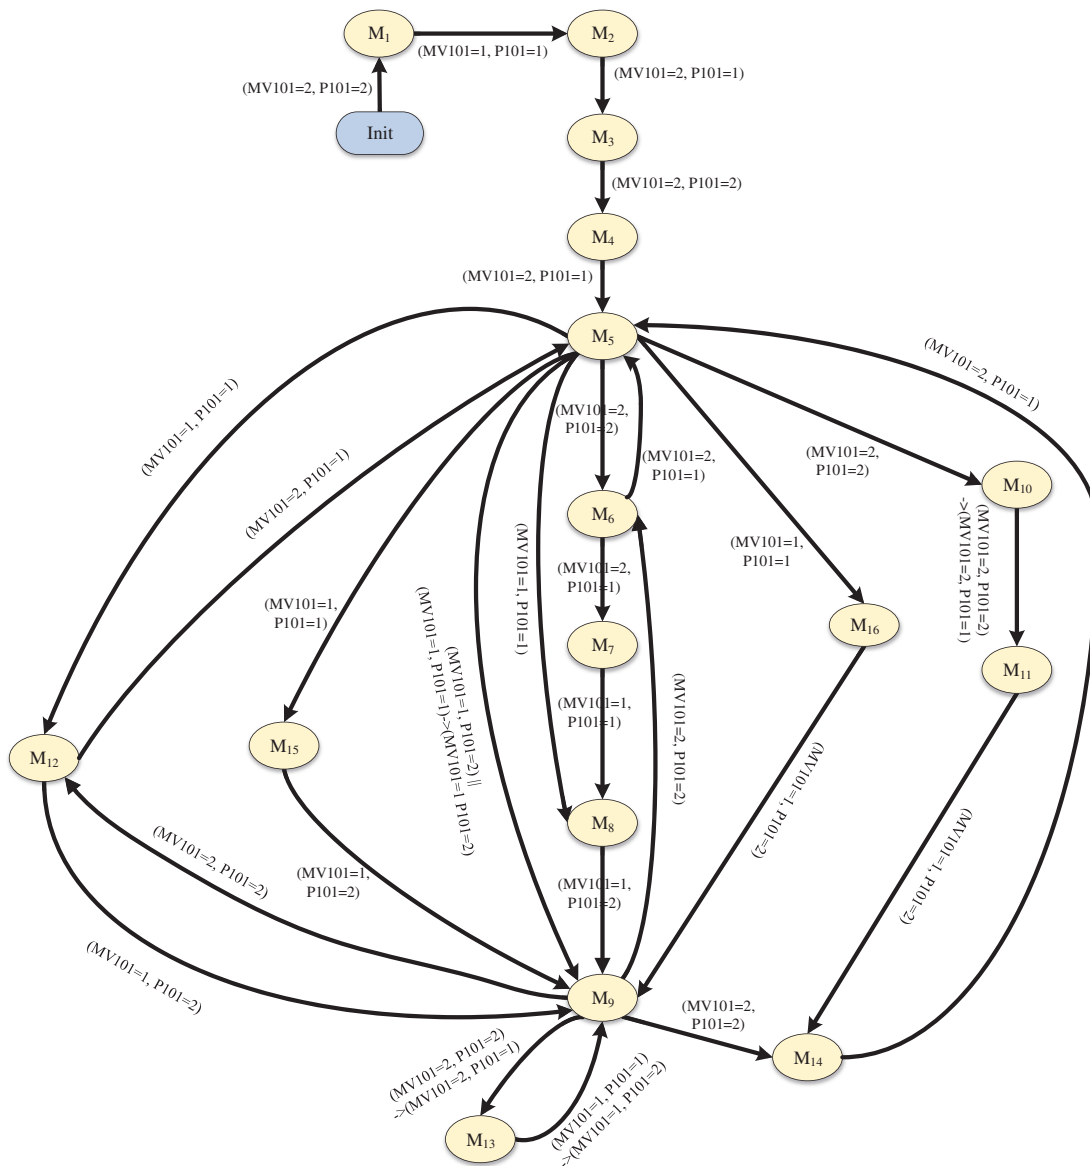 M1
M2
(MV101=1, P101=1)
(MV101=2, P101=1)
(MV101=2, P101=2)
Init
M3
(MV101=2, P101=2)
M4
(MV101=2, P101=1)
M5
(MV101=2, P101=1)
(MV101=1, P101=1)
(MV101=2,
P101=2)
(MV101=2,
P101=1)
(MV101=2,
P101=2)
(MV101=2, P101=1)
M10
M6
(MV101=2, P101=2)
->(MV101=2, P101=1)
(MV101=1, P101=1)
(MV101=1,
P101=1
(MV101=2,
P101=1)
(MV101=1,
P101=1)
M16
M7
M11
(MV101=1, P101=2) ||
(MV101=1, P101=1)->(MV101=1 P101=2)
(MV101=1,
P101=1)
(MV101=2, P101=2)
M12
M15
(MV101=1, P101=2)
M8
(MV101=1, P101=2)
(MV101=2, P101=2)
(MV101=1,
P101=2)
(MV101=1,
P101=2)
(MV101=1, P101=2)
M9
(MV101=2,
P101=2)
M14
(MV101=2, P101=2)
->(MV101=2, P101=1)
(MV101=1, P101=1)
->(MV101=1, P101=2)
M13